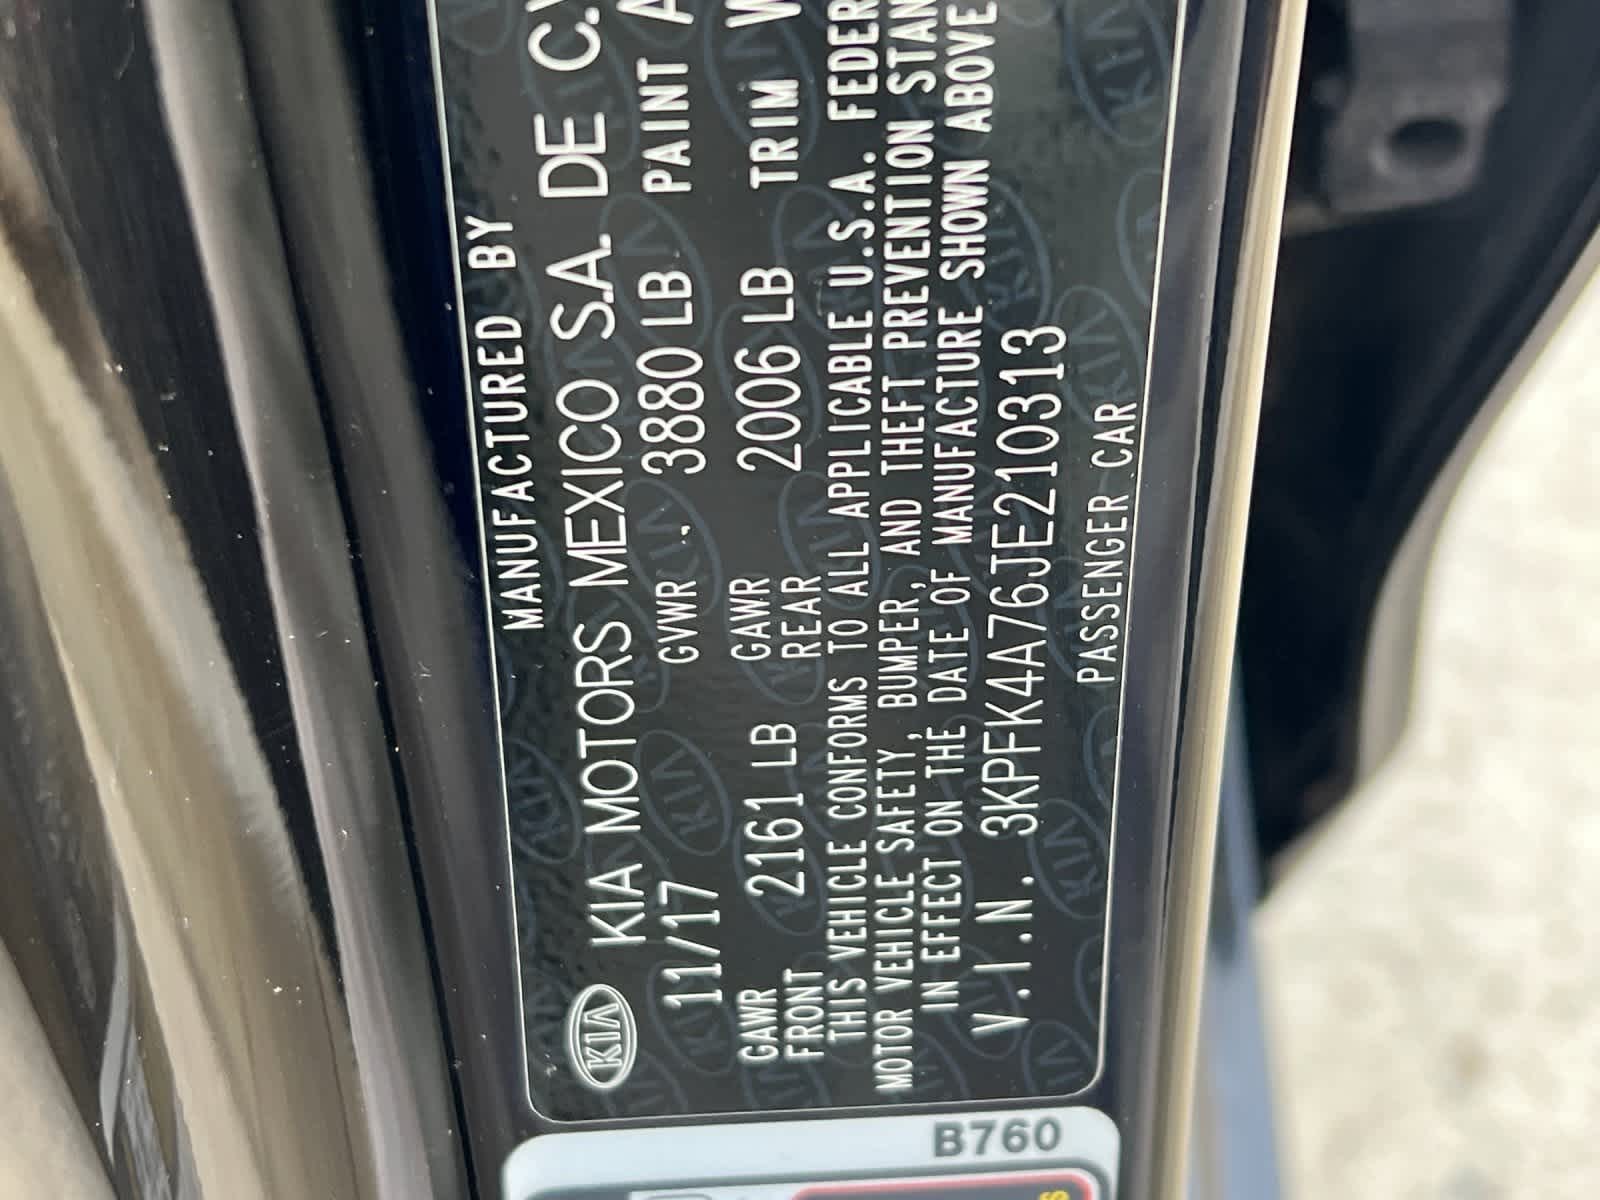 MANUFACTURED BY
KIA KIA MOTORS MEXICO S.A. DE C.V
11/17 GVWR 3880 LB PAINT A
GAWR FRONT 2161 LB GAWR REAR 2006 LB TRIM W
THIS VEHICLE CONFORMS TO ALL APPLICABLE U.S.A. FEDER
MOTOR VEHICLE SAFETY, BUMPER, AND THEFT PREVENTION STAN
IN EFFECT ON THE DATE OF MANUFACTURE SHOWN ABOVE
V.I.N. 3KPFK4A76JE210313
PASSENGER CAR
B760